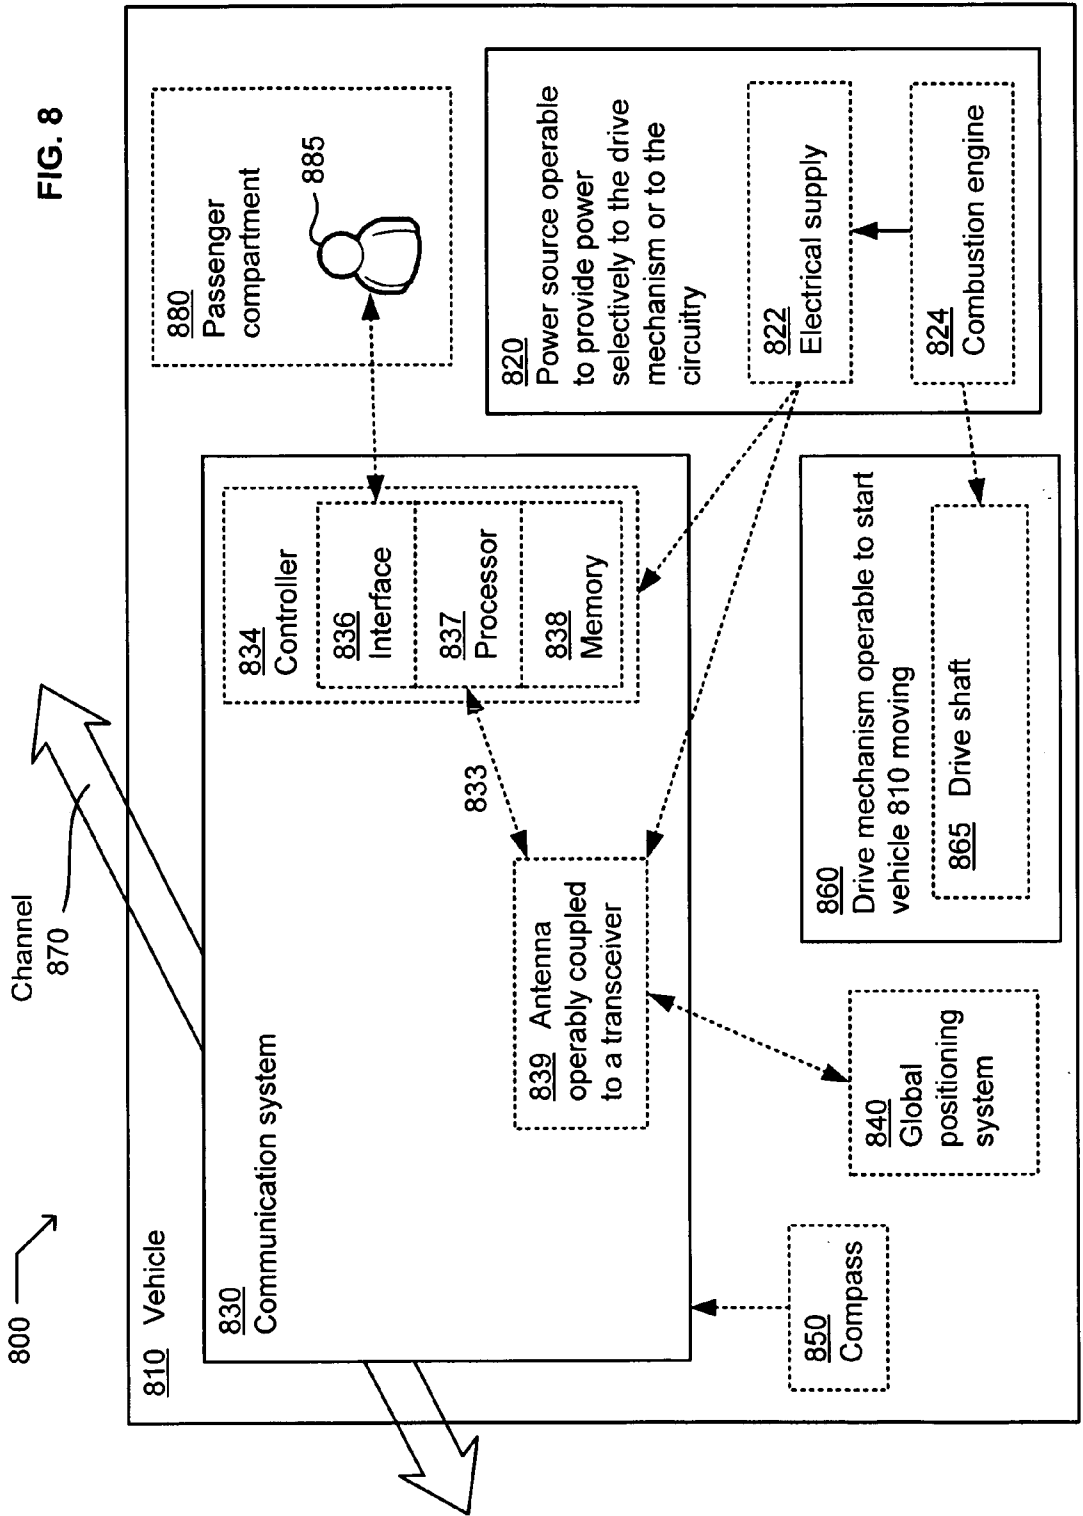 FIG. 8
800
Channel
870
810 Vehicle
830
Communication system
834
Controller
836
Interface
837
Processor
838
Memory
833
839 Antenna
operably coupled
to a transceiver
880
Passenger
compartment
885
820
Power source operable
to provide power
selectively to the drive
mechanism or to the
circuitry
822
Electrical supply
824
Combustion engine
850
Compass
840
Global
positioning
system
860
Drive mechanism operable to start
vehicle 810 moving
865 Drive shaft